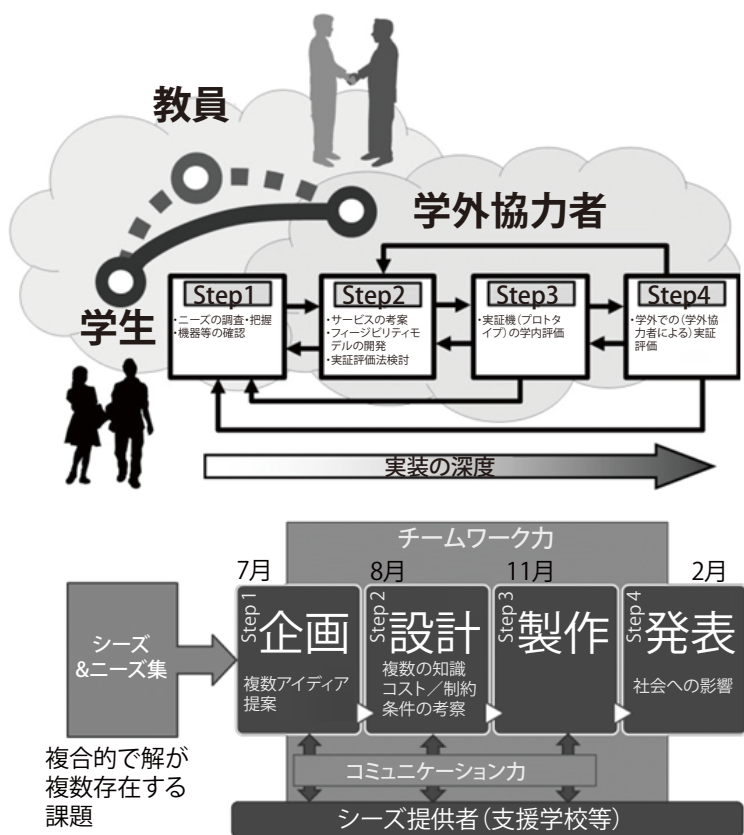 教員
学外協力者
学生
Step1
・ニーズの調査・把握
・機器等の確認
Step2
・サービスの考案
・フィージビリティモ
デルの開発
・実証評価法検討
Step3
・実証機(プロトタ
イプ)の学内評価
Step4
・学外での(学外協
力者による)実証
評価
実装の深度
チームワーク力
7月
8月
11月
2月
シーズ
&ニーズ集
Step 1
企画
複数アイディア
提案
Step 2
設計
複数の知識
コスト/制約
条件の考察
Step 3
製作
Step 4
発表
社会への影響
複合的で解が
複数存在する
課題
コミュニケーション力
シーズ提供者(支援学校等)